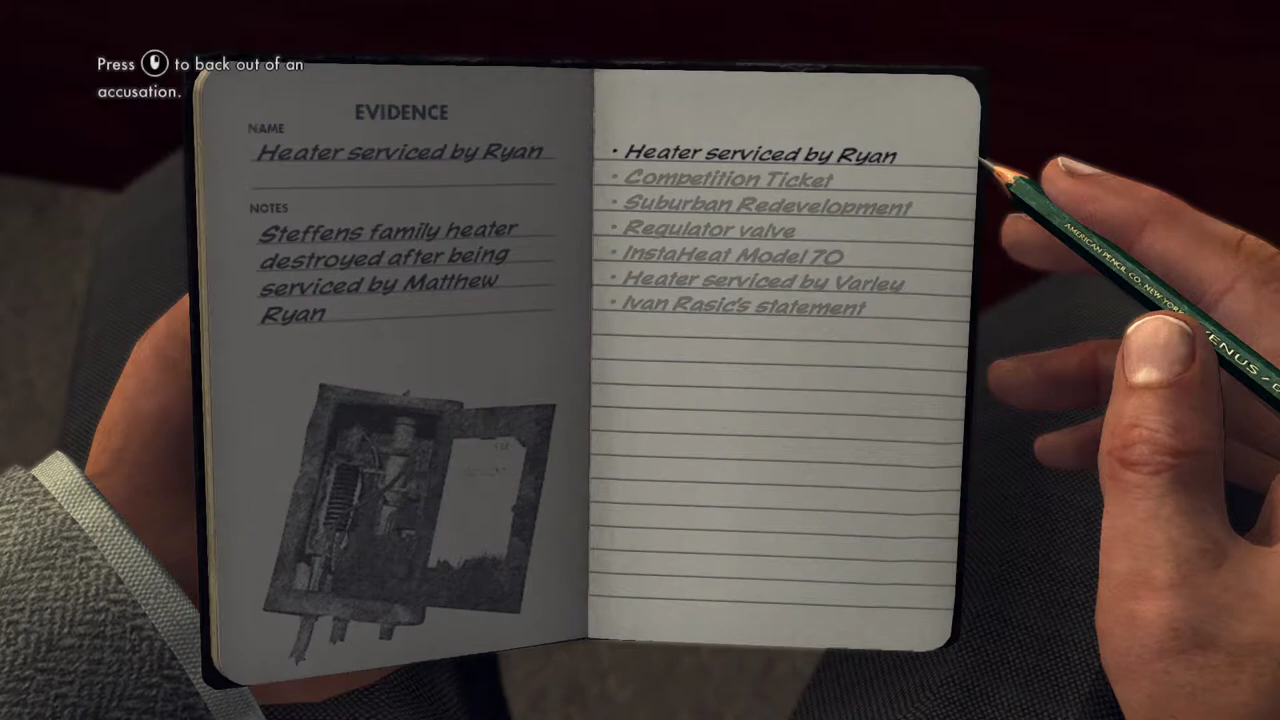 Press to back out of an
accusation.
EVIDENCE
NAME
Heater serviced by Ryan
NOTES
Steffens family heater
destroyed after being
serviced by Matthew
Ryan
• Heater serviced by Ryan
• Competition Ticket
• Suburban Redevelopment
• Regulator valve
• InstaHeat Model 70
• Heater serviced by Varley
• Ivan Rasic's statement
AMERICAN PENCIL CO. NEW YORK
VENUS